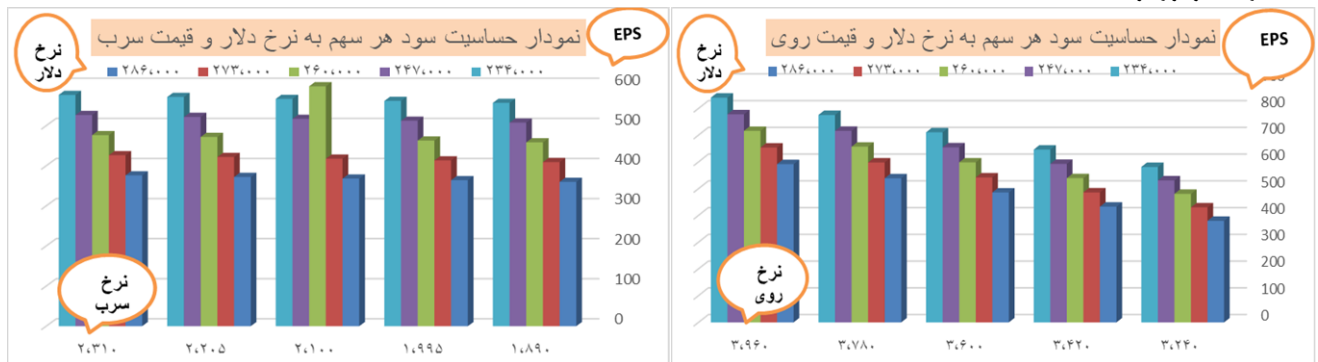 نمودار حساسیت سود هر سهم به نرخ دلار و قیمت سرب
EPS
نرخ دلار
۲۸۶،۰۰۰ ۲۷۳،۰۰۰ ۲۶۰،۰۰۰ ۲۴۷،۰۰۰ ۲۳۴،۰۰۰
600
500
400
300
200
100
0
نرخ سرب
۲،۳۱۰ ۲،۲۰۵ ۲،۱۰۰ ۱،۹۹۵ ۱،۸۹۰
نمودار حساسیت سود هر سهم به نرخ دلار و قیمت روی
EPS
نرخ دلار
۲۸۶،۰۰۰ ۲۷۳،۰۰۰ ۲۶۰،۰۰۰ ۲۴۷،۰۰۰ ۲۳۴،۰۰۰
800
700
600
500
400
300
200
100
0
نرخ روی
۳،۹۶۰ ۳،۷۸۰ ۳،۶۰۰ ۳،۴۲۰ ۳،۲۴۰